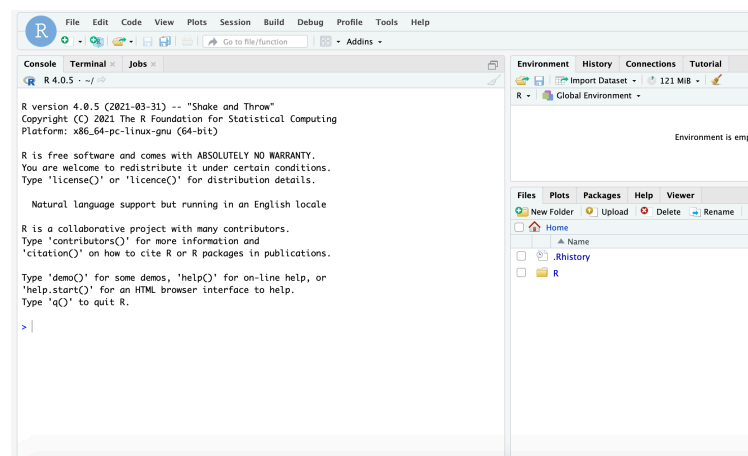 File Edit Code View Plots Session Build Debug Profile Tools Help
R
Go to file/function
Addins
Console Terminal Jobs
R 4.0.5 · ~/
R version 4.0.5 (2021-03-31) -- "Shake and Throw"
Copyright (C) 2021 The R Foundation for Statistical Computing
Platform: x86_64-pc-linux-gnu (64-bit)
R is free software and comes with ABSOLUTELY NO WARRANTY.
You are welcome to redistribute it under certain conditions.
Type 'license()' or 'licence()' for distribution details.
Natural language support but running in an English locale
R is a collaborative project with many contributors.
Type 'contributors()' for more information and
'citation()' on how to cite R or R packages in publications.
Type 'demo()' for some demos, 'help()' for on-line help, or
'help.start()' for an HTML browser interface to help.
Type 'q()' to quit R.
>
Environment History Connections Tutorial
Import Dataset 121 MiB
R Global Environment
Environment is emp
Files Plots Packages Help Viewer
New Folder Upload Delete Rename
Home
Name
.Rhistory
R